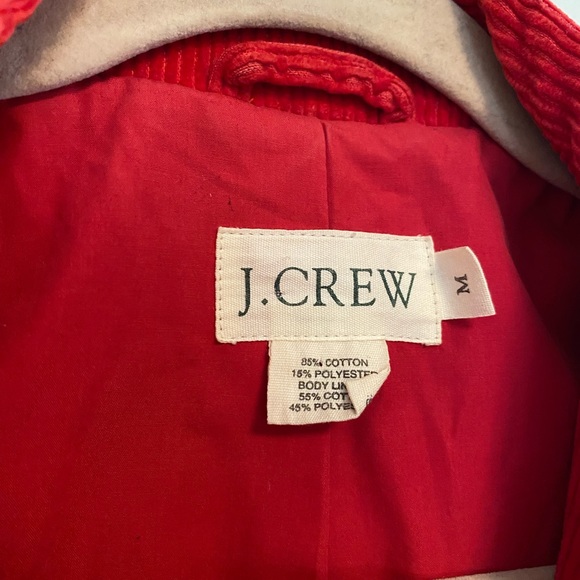 J.CREW
M
85% COTTON
15% POLYESTER
BODY
55%
45%